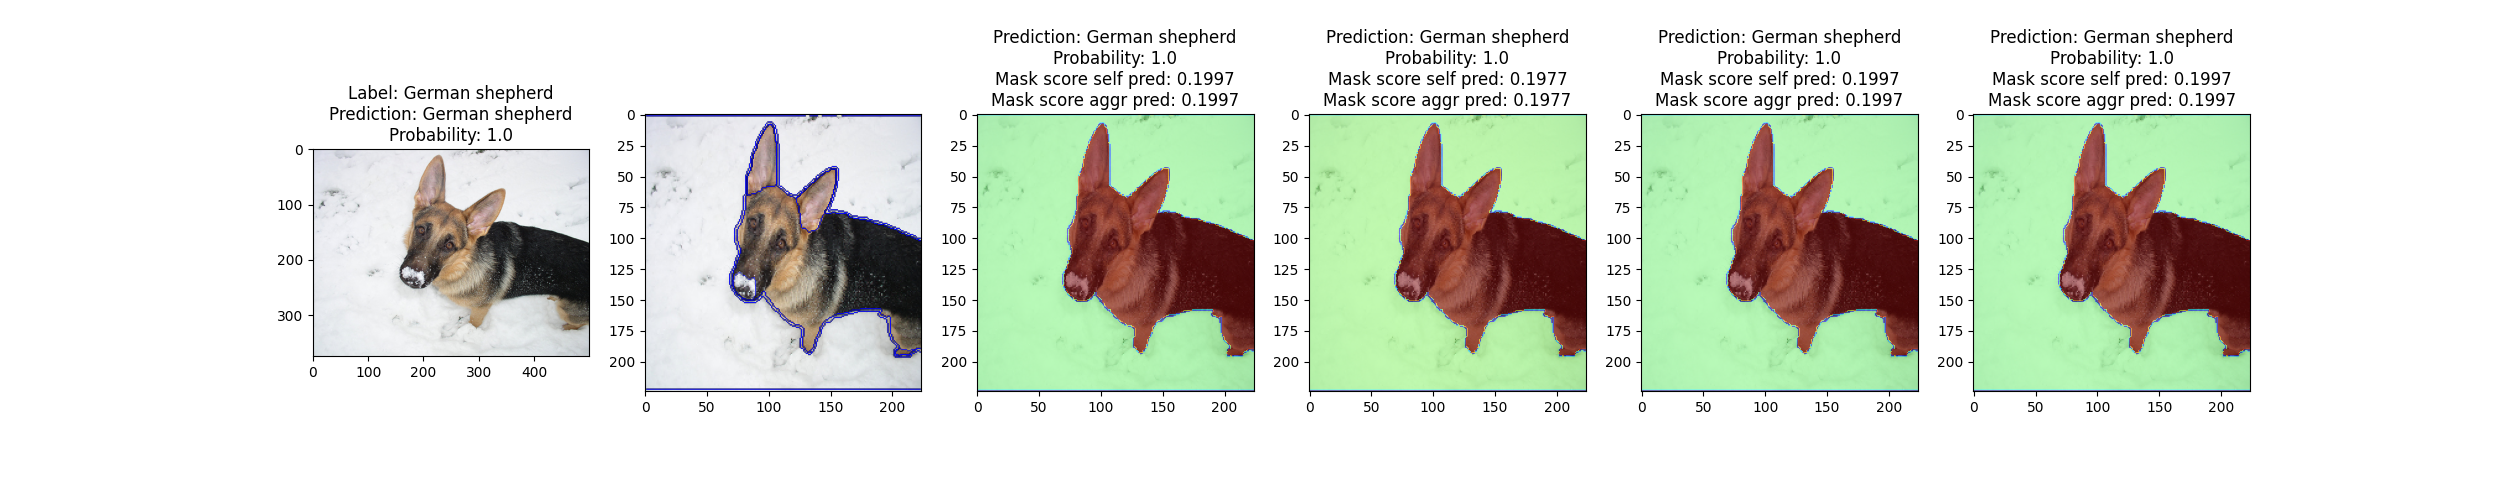 Label: German shepherd
Prediction: German shepherd
Probability: 1.0
0
100
200
300
0 100 200 300 400
0
25
50
75
100
125
150
175
200
0 50 100 150 200
Prediction: German shepherd
Probability: 1.0
Mask score self pred: 0.1997
Mask score aggr pred: 0.1997
0
25
50
75
100
125
150
175
200
0 50 100 150 200
Prediction: German shepherd
Probability: 1.0
Mask score self pred: 0.1977
Mask score aggr pred: 0.1977
0
25
50
75
100
125
150
175
200
0 50 100 150 200
Prediction: German shepherd
Probability: 1.0
Mask score self pred: 0.1997
Mask score aggr pred: 0.1997
0
25
50
75
100
125
150
175
200
0 50 100 150 200
Prediction: German shepherd
Probability: 1.0
Mask score self pred: 0.1997
Mask score aggr pred: 0.1997
0
25
50
75
100
125
150
175
200
0 50 100 150 200